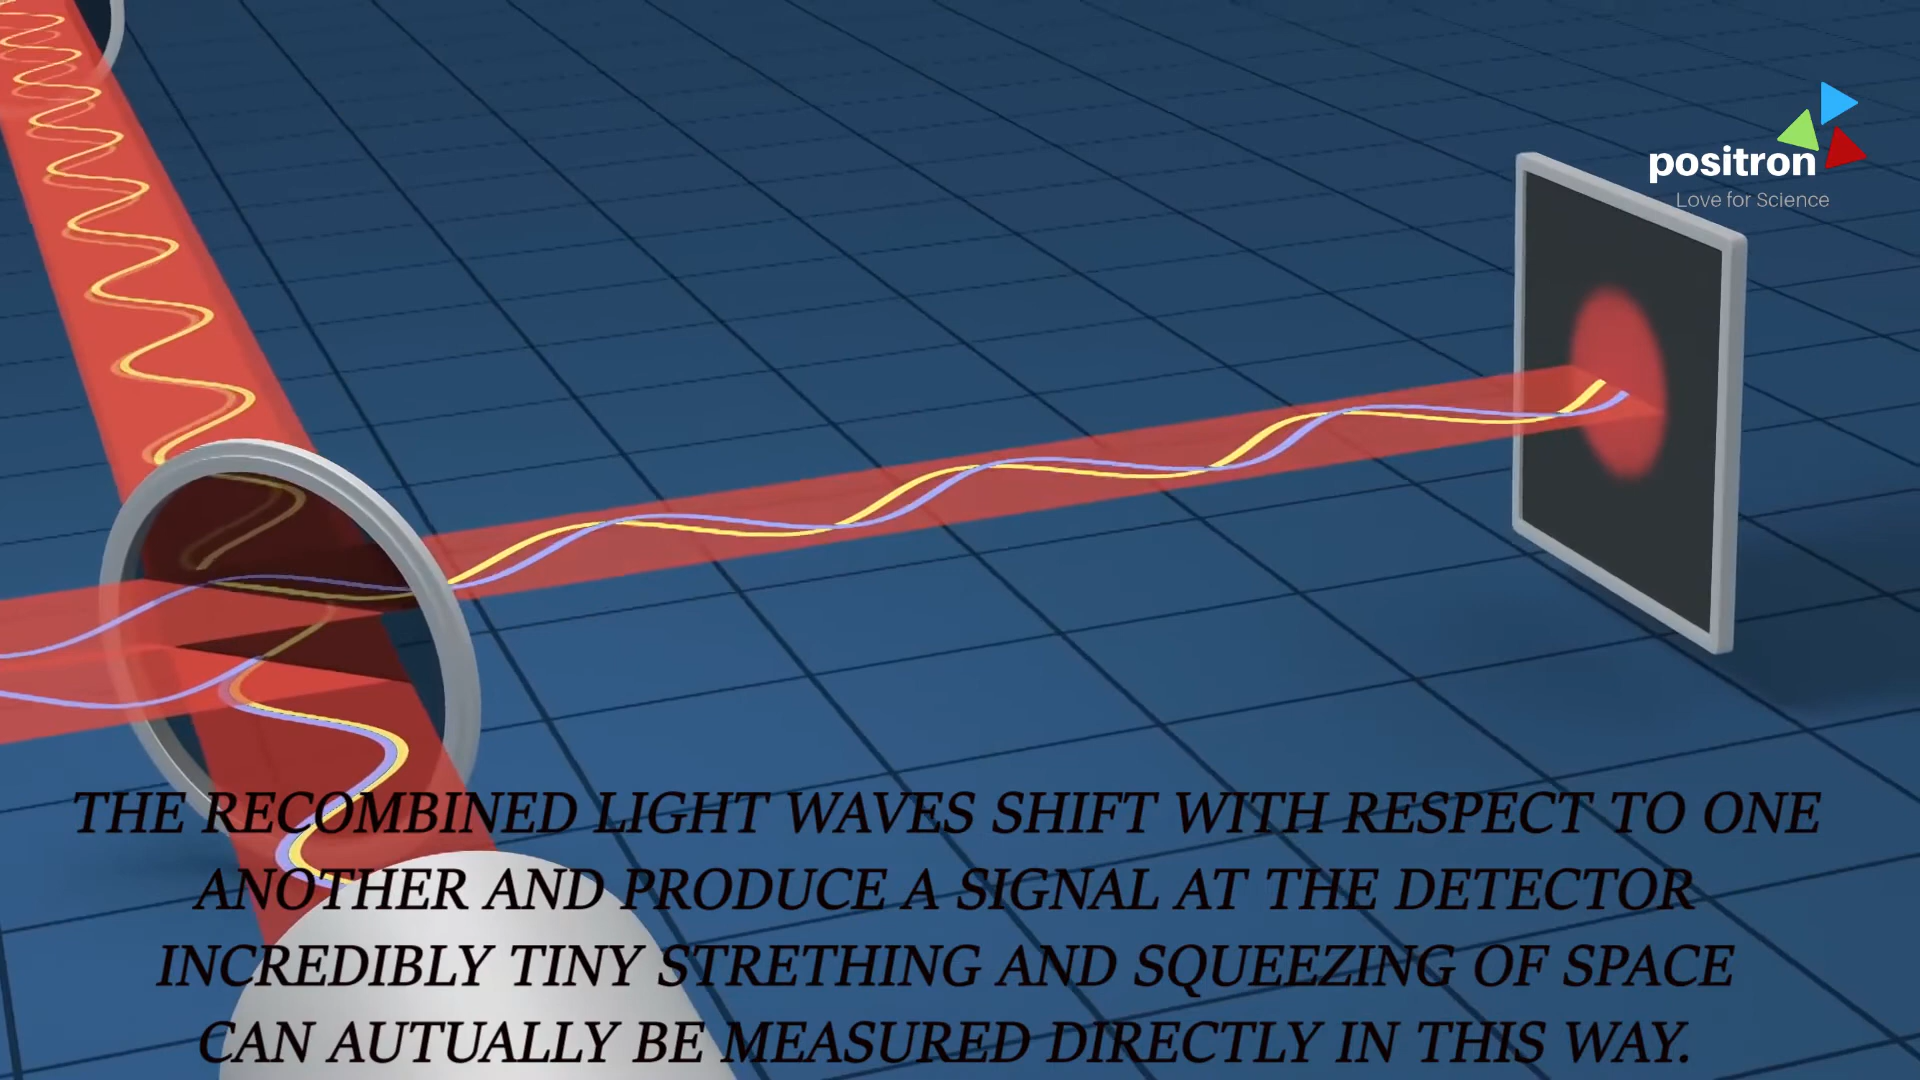 positron
Love for Science
THE RECOMBINED LIGHT WAVES SHIFT WITH RESPECT TO ONE
ANOTHER AND PRODUCE A SIGNAL AT THE DETECTOR
INCREDIBLY TINY STRETHING AND SQUEEZING OF SPACE
CAN AUTUALLY BE MEASURED DIRECTLY IN THIS WAY.